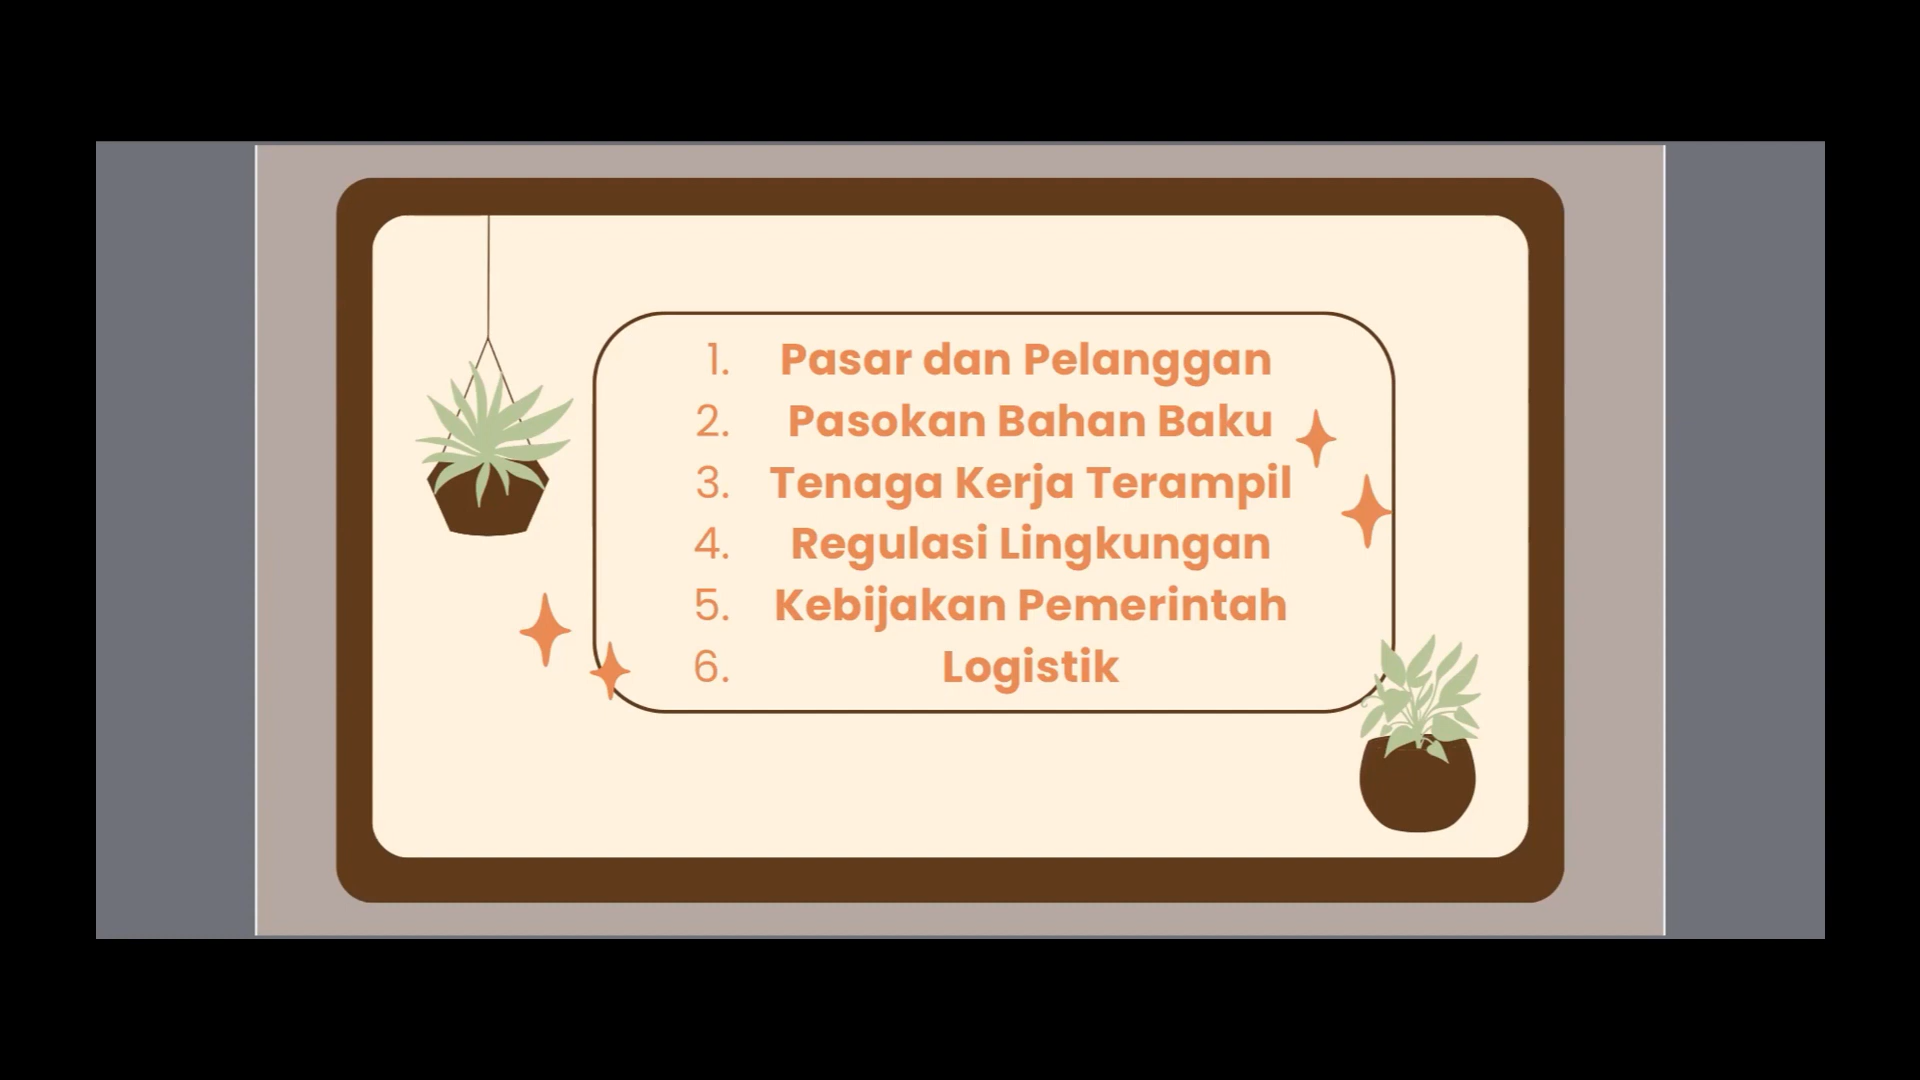 1. Pasar dan Pelanggan
2. Pasokan Bahan Baku
3. Tenaga Kerja Terampil
4. Regulasi Lingkungan
5. Kebijakan Pemerintah
6. Logistik